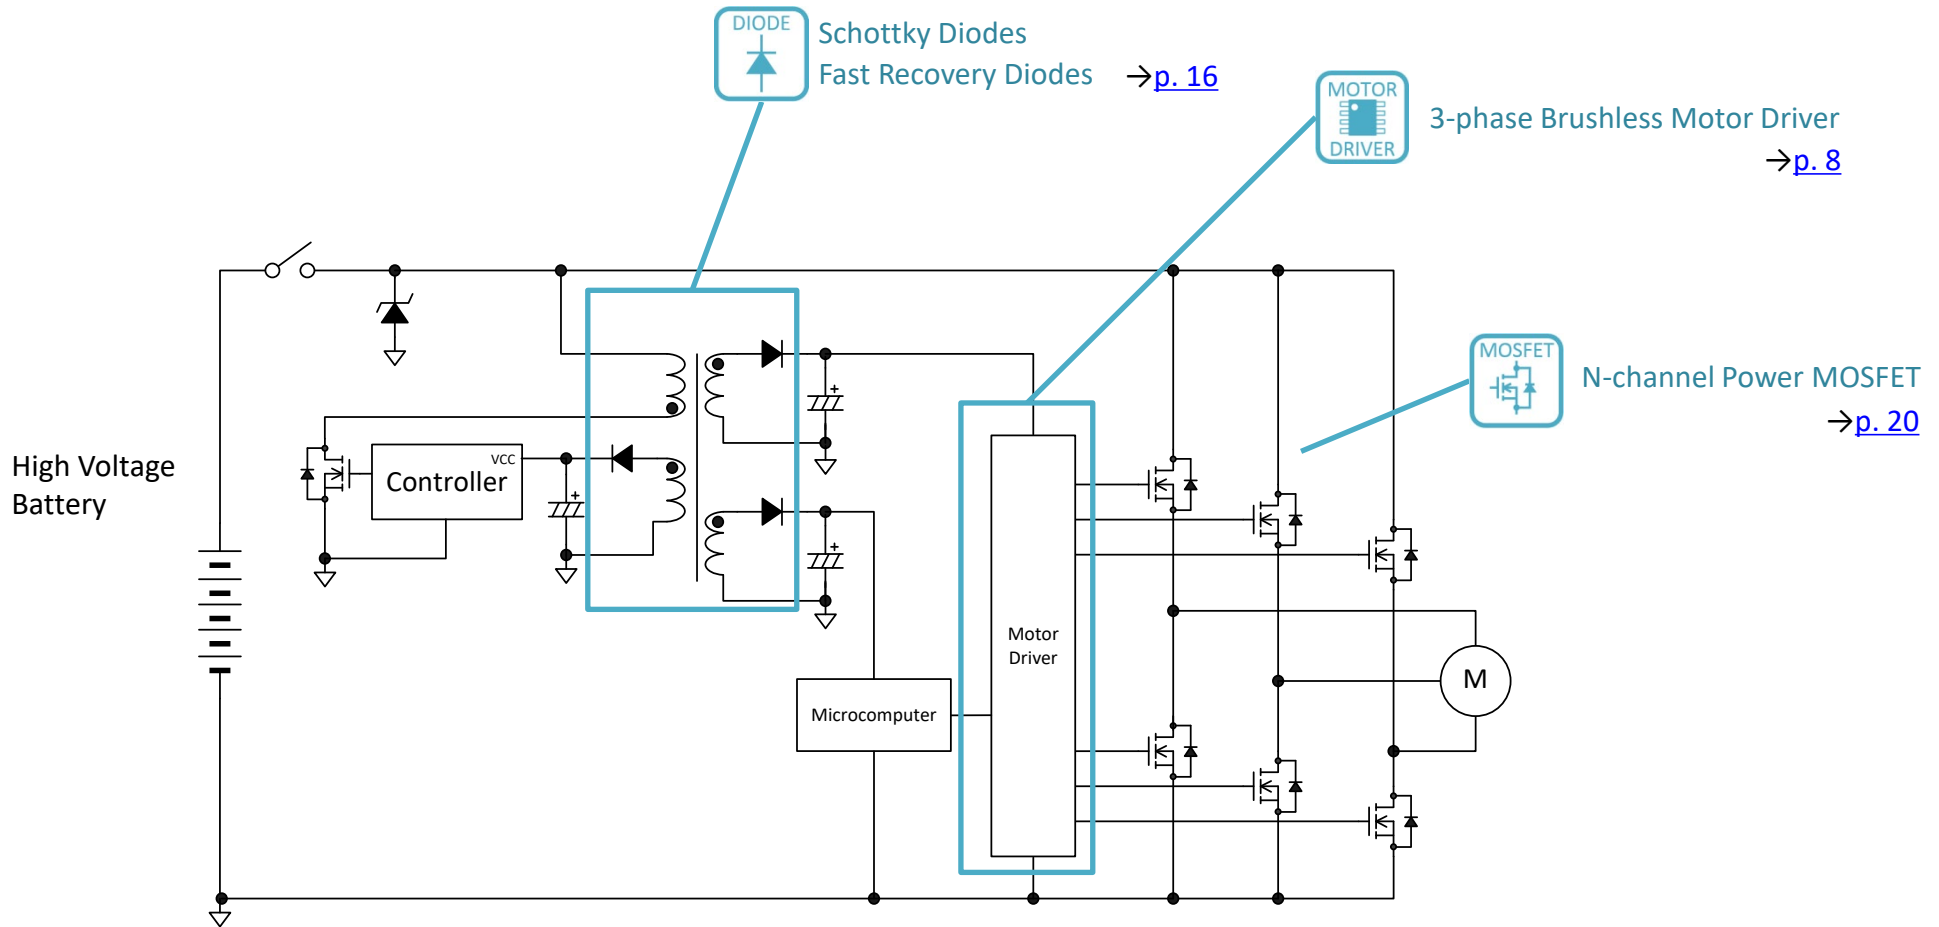 DIODE
Schottky Diodes
Fast Recovery Diodes →p. 16
MOTOR
DRIVER
3-phase Brushless Motor Driver
→p. 8
MOSFET
N-channel Power MOSFET
→p. 20
High Voltage
Battery
VCC
Controller
+
+
+
Motor
Driver
Microcomputer
M